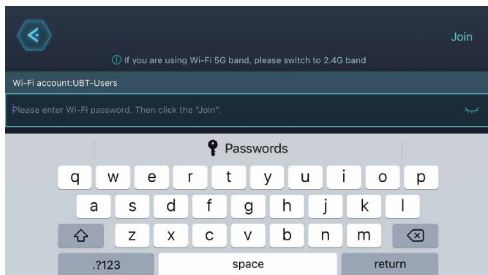 Join
If you are using Wi-Fi 5G band, please switch to 2.4G band
Wi-Fi account:UBT-Users
Please enter Wi-Fi password. Then click the "Join".
Passwords
q w e r t y u i o p
a s d f g h j k l
z x c v b n m
.?123 space return